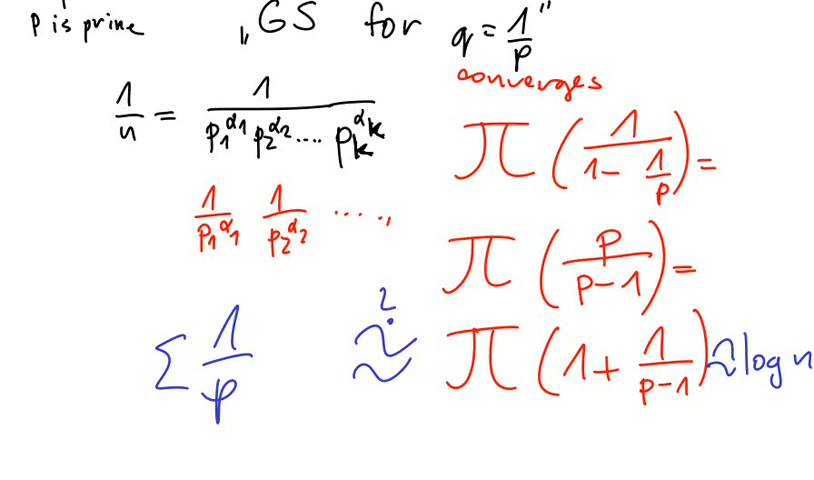 p is prime „GS for q = 1/p"
converges
1/n = 1/(p₁^α₁ p₂^α₂ .... p_k^α_k)
∏ (1/(1 - 1/p)) =
1/p₁^α₁ 1/p₂^α₂ .....
∏ (p/(p-1)) =
∑ 1/p ≈? ∏ (1 + 1/(p-1)) ≈ log n